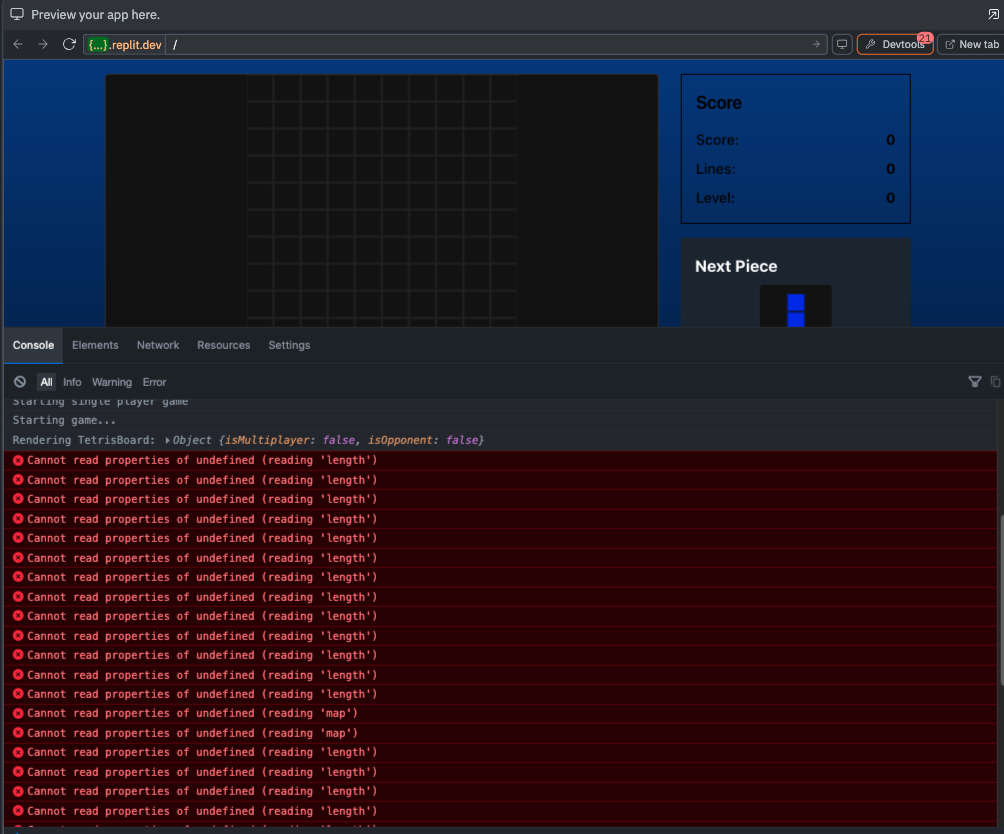 Preview your app here.
{...}.replit.dev /
Devtools 21
New tab
Score
Score: 0
Lines: 0
Level: 0
Next Piece
Console Elements Network Resources Settings
All Info Warning Error
Starting single player game
Starting game...
Rendering TetrisBoard: Object {isMultiplayer: false, isOpponent: false}
Cannot read properties of undefined (reading 'length')
Cannot read properties of undefined (reading 'length')
Cannot read properties of undefined (reading 'length')
Cannot read properties of undefined (reading 'length')
Cannot read properties of undefined (reading 'length')
Cannot read properties of undefined (reading 'length')
Cannot read properties of undefined (reading 'length')
Cannot read properties of undefined (reading 'length')
Cannot read properties of undefined (reading 'length')
Cannot read properties of undefined (reading 'length')
Cannot read properties of undefined (reading 'length')
Cannot read properties of undefined (reading 'length')
Cannot read properties of undefined (reading 'length')
Cannot read properties of undefined (reading 'map')
Cannot read properties of undefined (reading 'map')
Cannot read properties of undefined (reading 'length')
Cannot read properties of undefined (reading 'length')
Cannot read properties of undefined (reading 'length')
Cannot read properties of undefined (reading 'length')